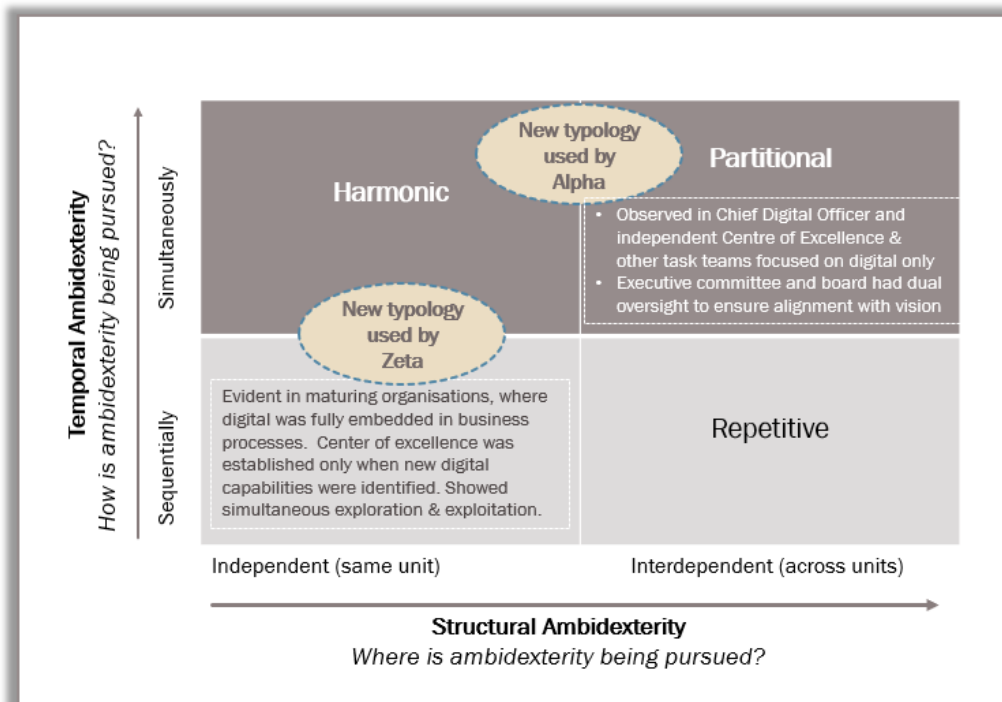 New typology
used by
Alpha
Harmonic
Partitional
• Observed in Chief Digital Officer and
independent Centre of Excellence &
other task teams focused on digital only
• Executive committee and board had dual
oversight to ensure alignment with vision
New typology
used by
Zeta
Evident in maturing organisations, where
digital was fully embedded in business
processes.  Center of excellence was
established only when new digital
capabilities were identified. Showed
simultaneous exploration & exploitation.
Repetitive
Temporal Ambidexterity
How is ambidexterity being pursued?
Simultaneously
Sequentially
Independent (same unit)
Interdependent (across units)
Structural Ambidexterity
Where is ambidexterity being pursued?